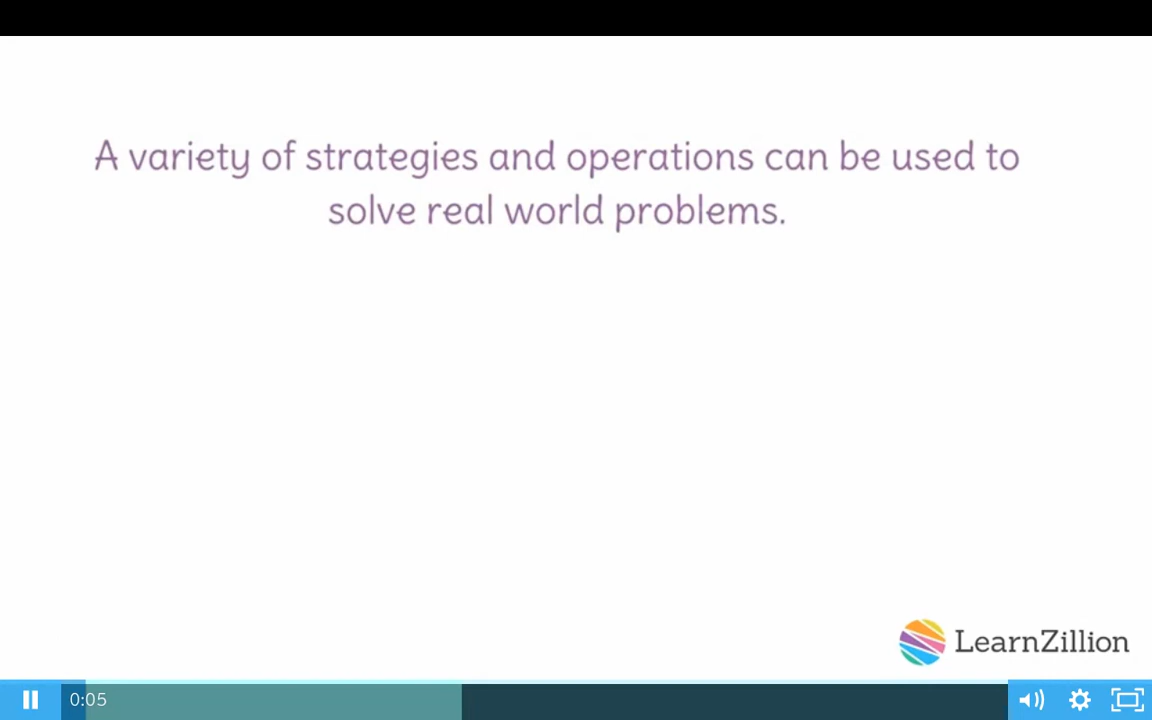 A variety of strategies and operations can be used to
solve real world problems.
LearnZillion
0:05